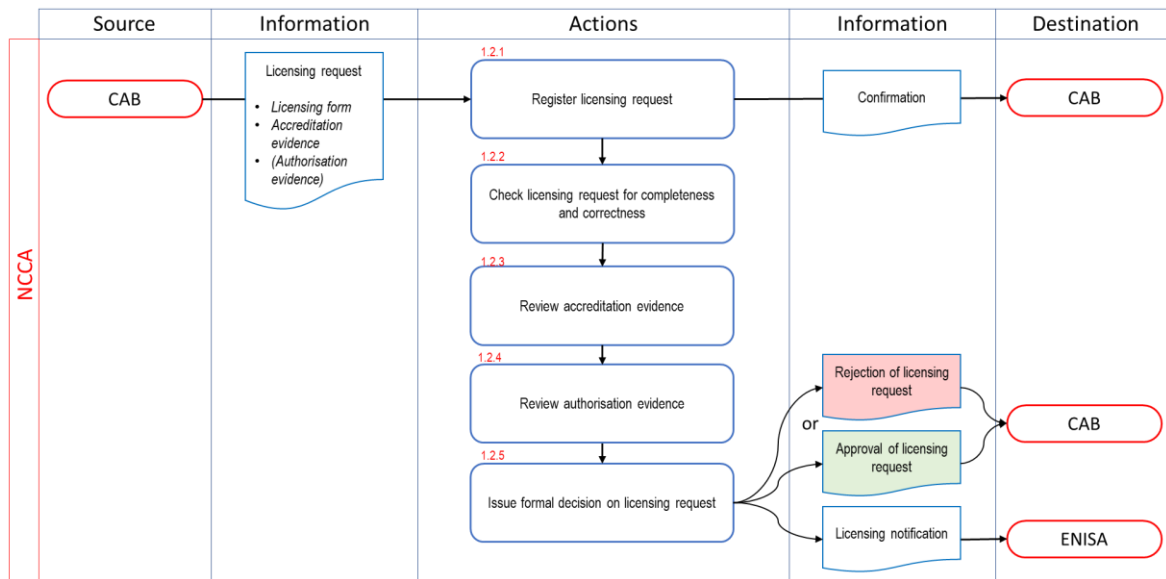 Source
Information
Actions
Information
Destination
NCCA
CAB
Licensing request
• Licensing form
• Accreditation
evidence
• (Authorisation
evidence)
1.2.1
Register licensing request
Confirmation
CAB
1.2.2
Check licensing request for completeness
and correctness
1.2.3
Review accreditation evidence
1.2.4
Review authorisation evidence
1.2.5
Issue formal decision on licensing request
Rejection of licensing
request
or
Approval of licensing
request
CAB
Licensing notification
ENISA